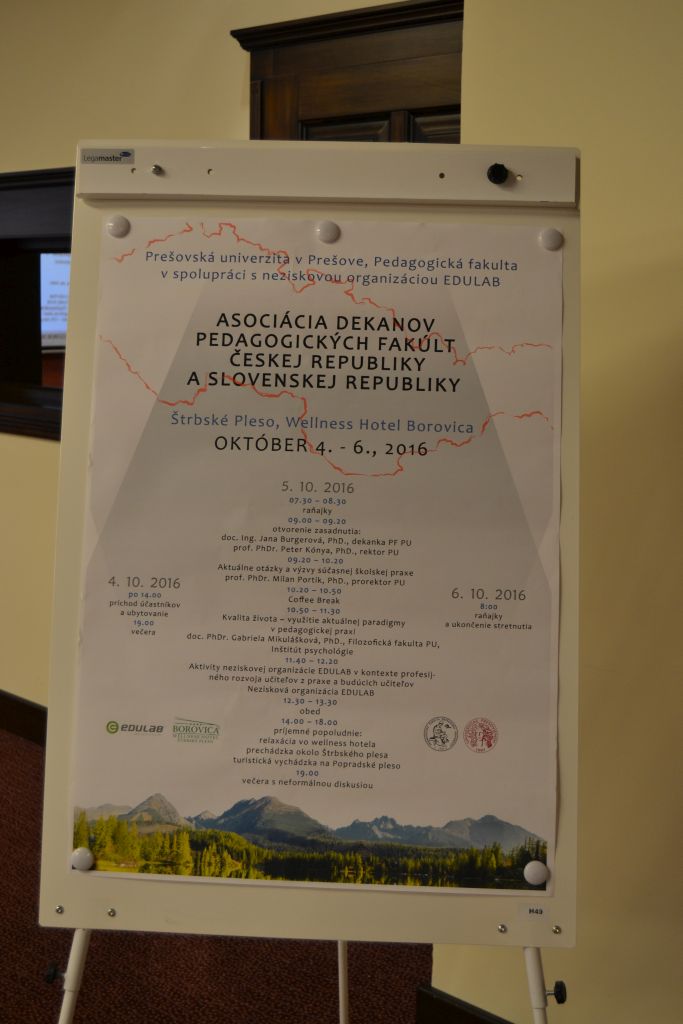 Legamaster
Prešovská univerzita v Prešove, Pedagogická fakulta
v spolupráci s neziskovou organizáciou EDULAB
ASOCIÁCIA DEKANOV
PEDAGOGICKÝCH FAKÚLT
ČESKEJ REPUBLIKY
A SLOVENSKEJ REPUBLIKY
Štrbské Pleso, Wellness Hotel Borovica
OKTÓBER 4. - 6., 2016
4. 10. 2016
po 14.00
príchod účastníkov
a ubytovanie
19.00
večera
5. 10. 2016
07.30 – 08.30
raňajky
09.00 – 09.20
otvorenie zasadnutia:
doc. Ing. Jana Burgerová, PhD., dekanka PF PU
prof. PhDr. Peter Kónya, PhD., rektor PU
09.20 – 10.20
Aktuálne otázky a výzvy súčasnej školskej praxe
prof. PhDr. Milan Portik, PhD., prorektor PU
10.20 – 10.50
Coffee Break
10.50 – 11.30
Kvalita života – využitie aktuálnej paradigmy
v pedagogickej praxi
doc. PhDr. Gabriela Mikulášková, PhD., Filozofická fakulta PU,
Inštitút psychológie
11.40 – 12.20
Aktivity neziskovej organizácie EDULAB v kontexte profesij-
ného rozvoja učiteľov z praxe a budúcich učiteľov
Nezisková organizácia EDULAB
12.30 – 13.30
obed
14.00 – 18.00
príjemné popoludnie:
relaxácia vo wellness hotela
prechádzka okolo Štrbského plesa
turistická vychádzka na Popradské pleso
19.00
večera s neformálnou diskusiou
6. 10. 2016
8:00
raňajky
a ukončenie stretnutia
EDULAB
BOROVICA
WELLNESS HOTEL
ŠTRBSKÉ PLESO
H49